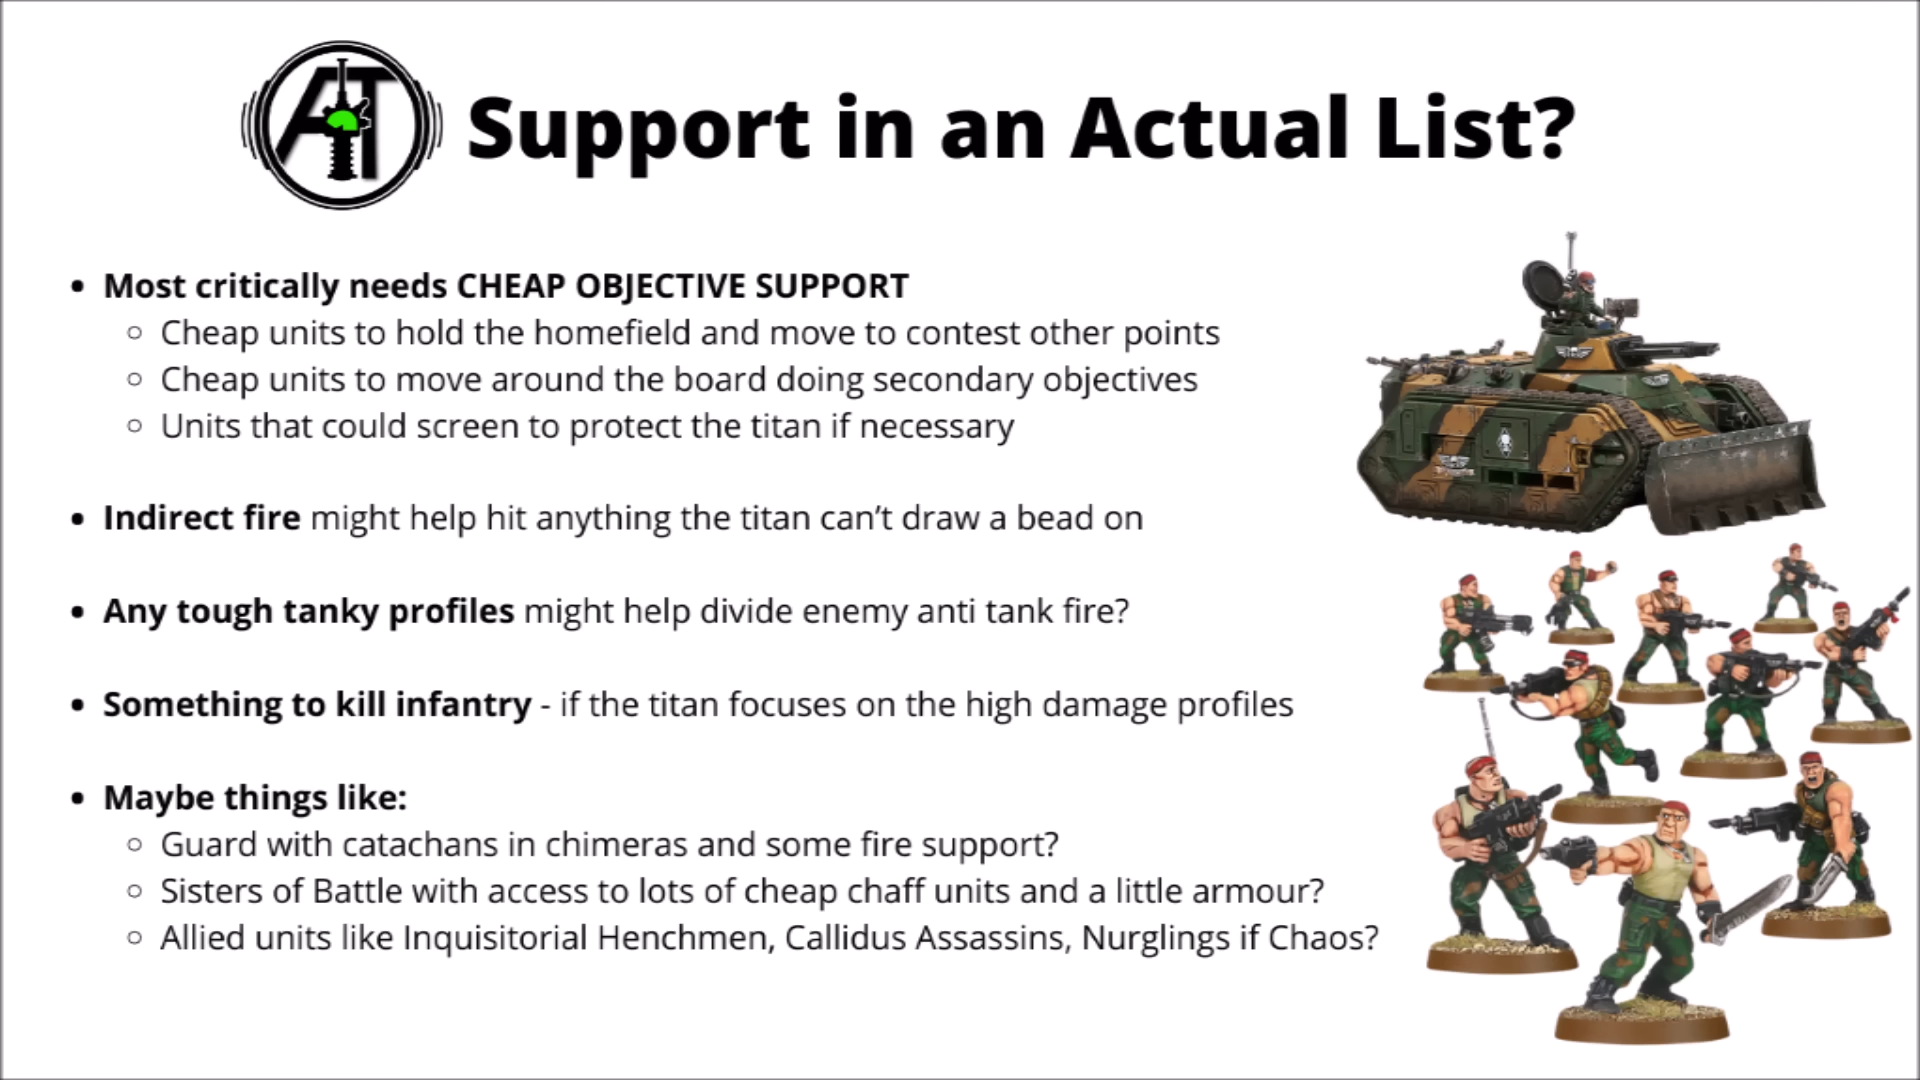 AT Support in an Actual List?
• Most critically needs CHEAP OBJECTIVE SUPPORT
○ Cheap units to hold the homefield and move to contest other points
○ Cheap units to move around the board doing secondary objectives
○ Units that could screen to protect the titan if necessary
• Indirect fire might help hit anything the titan can't draw a bead on
• Any tough tanky profiles might help divide enemy anti tank fire?
• Something to kill infantry - if the titan focuses on the high damage profiles
• Maybe things like:
○ Guard with catachans in chimeras and some fire support?
○ Sisters of Battle with access to lots of cheap chaff units and a little armour?
○ Allied units like Inquisitorial Henchmen, Callidus Assassins, Nurglings if Chaos?